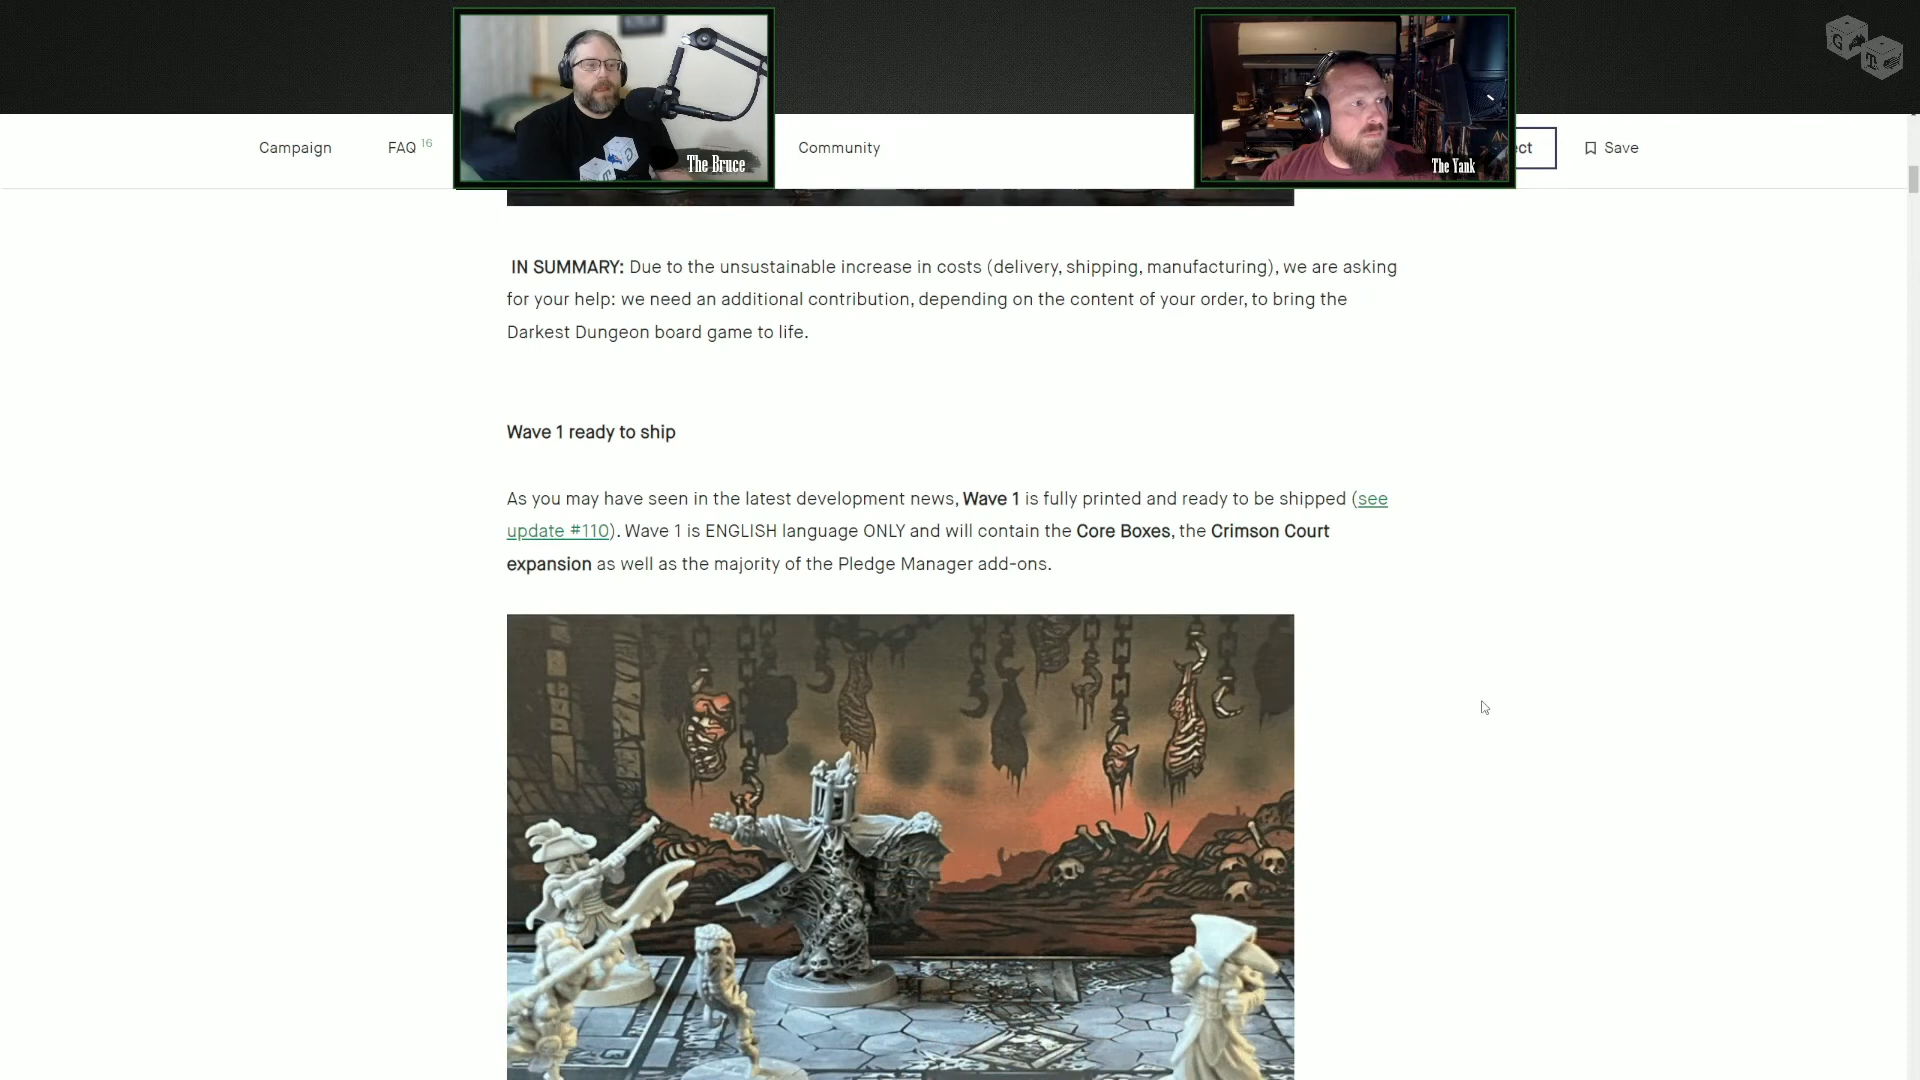 The Bruce
The Yank
Campaign
FAQ 16
Community
ect
Save
IN SUMMARY: Due to the unsustainable increase in costs (delivery, shipping, manufacturing), we are asking
for your help: we need an additional contribution, depending on the content of your order, to bring the
Darkest Dungeon board game to life.
Wave 1 ready to ship
As you may have seen in the latest development news, Wave 1 is fully printed and ready to be shipped (see
update #110). Wave 1 is ENGLISH language ONLY and will contain the Core Boxes, the Crimson Court
expansion as well as the majority of the Pledge Manager add-ons.